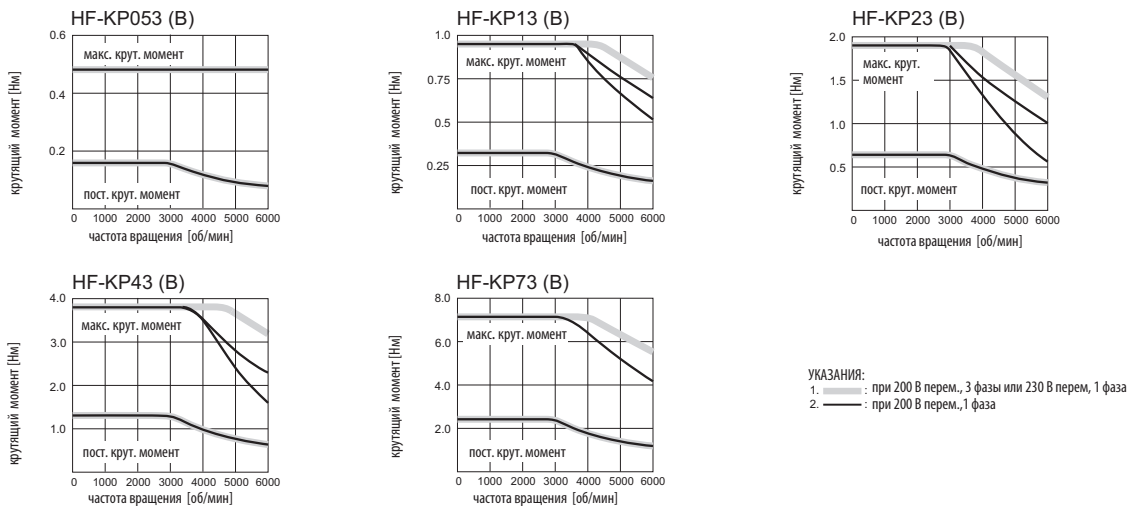 HF-KP053 (B)
0.6
0.4
0.2
крутящий момент [Нм]
макс. крут. момент
пост. крут. момент
0 1000 2000 3000 4000 5000 6000
частота вращения [об/мин]
HF-KP13 (B)
1.0
0.75
0.5
0.25
крутящий момент [Нм]
макс. крут. момент
пост. крут. момент
0 1000 2000 3000 4000 5000 6000
частота вращения [об/мин]
HF-KP23 (B)
2.0
1.5
1.0
0.5
крутящий момент [Нм]
макс. крут.
момент
пост. крут. момент
0 1000 2000 3000 4000 5000 6000
частота вращения [об/мин]
HF-KP43 (B)
4.0
3.0
2.0
1.0
крутящий момент [Нм]
макс. крут. момент
пост. крут. момент
0 1000 2000 3000 4000 5000 6000
частота вращения [об/мин]
HF-KP73 (B)
8.0
6.0
4.0
2.0
крутящий момент [Нм]
макс. крут. момент
пост. крут. момент
0 1000 2000 3000 4000 5000 6000
частота вращения [об/мин]
УКАЗАНИЯ:
1. : при 200 В перем., 3 фазы или 230 В перем, 1 фаза
2. : при 200 В перем.,1 фаза